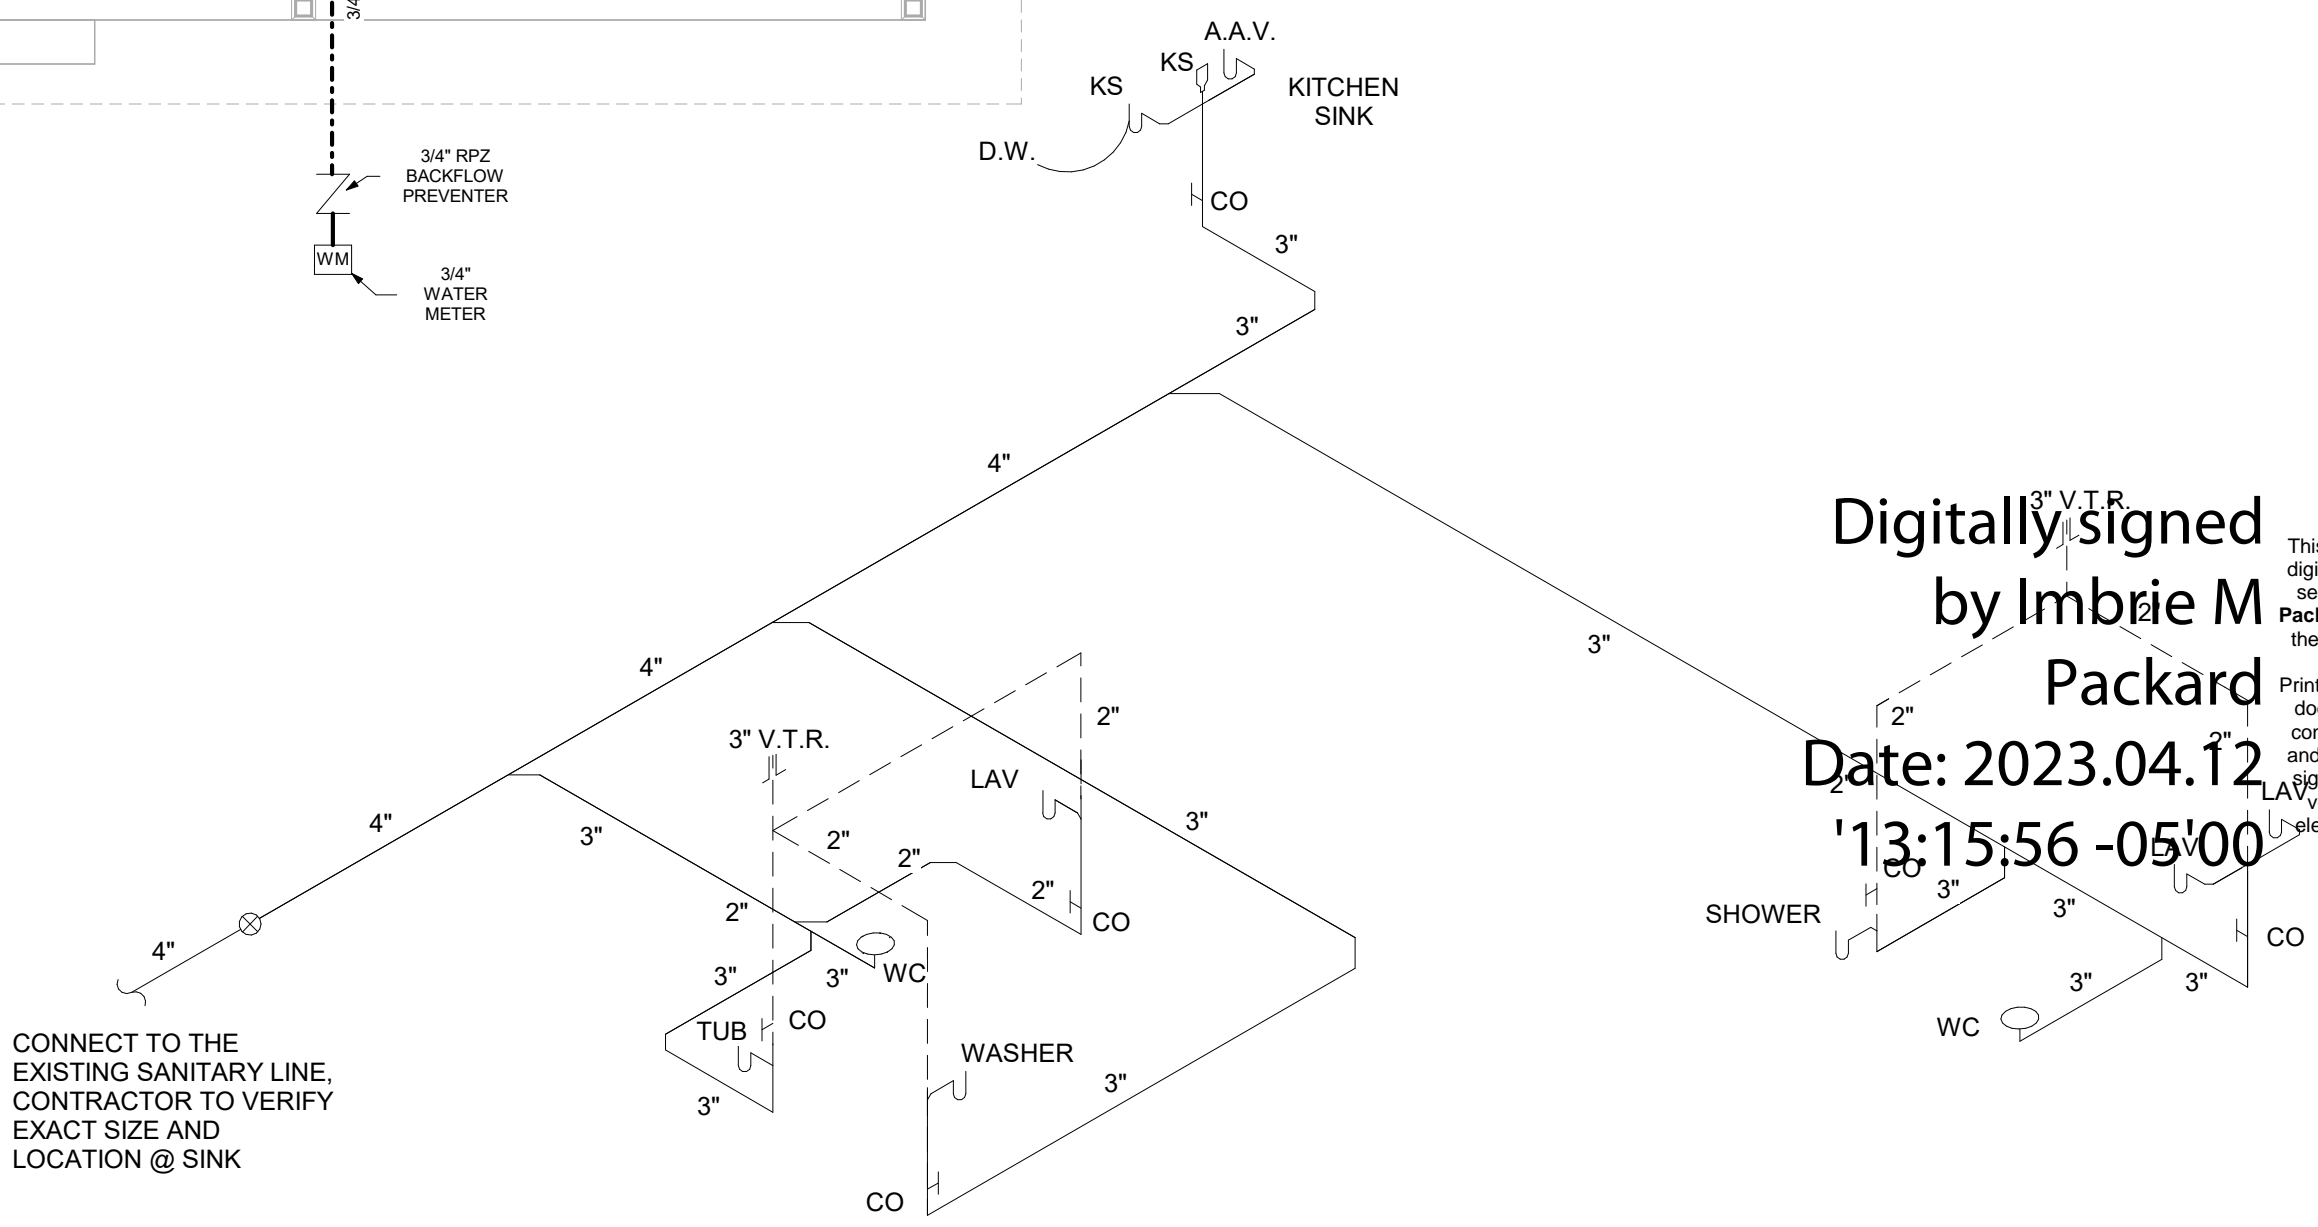 3/4
A.A.V.
KS
KS
KITCHEN
SINK
D.W.
3/4" RPZ
BACKFLOW
PREVENTER
CO
3"
WM
3/4"
WATER
METER
3"
4"
3" V.T.R.
Digitally signed
by Imbrie M
Packard
Date: 2023.04.12
'13:15:56 -05'00
2"
3"
4"
2"
2"
3" V.T.R.
2"
LAV
2"
LAV
4"
3"
2"
3"
2"
LAV
CO
2"
2"
3"
2"
SHOWER
3"
CO
CO
4"
WC
3"
3"
3"
3"
WC
TUB
CO
CONNECT TO THE
EXISTING SANITARY LINE,
CONTRACTOR TO VERIFY
EXACT SIZE AND
LOCATION @ SINK
WASHER
3"
3"
CO